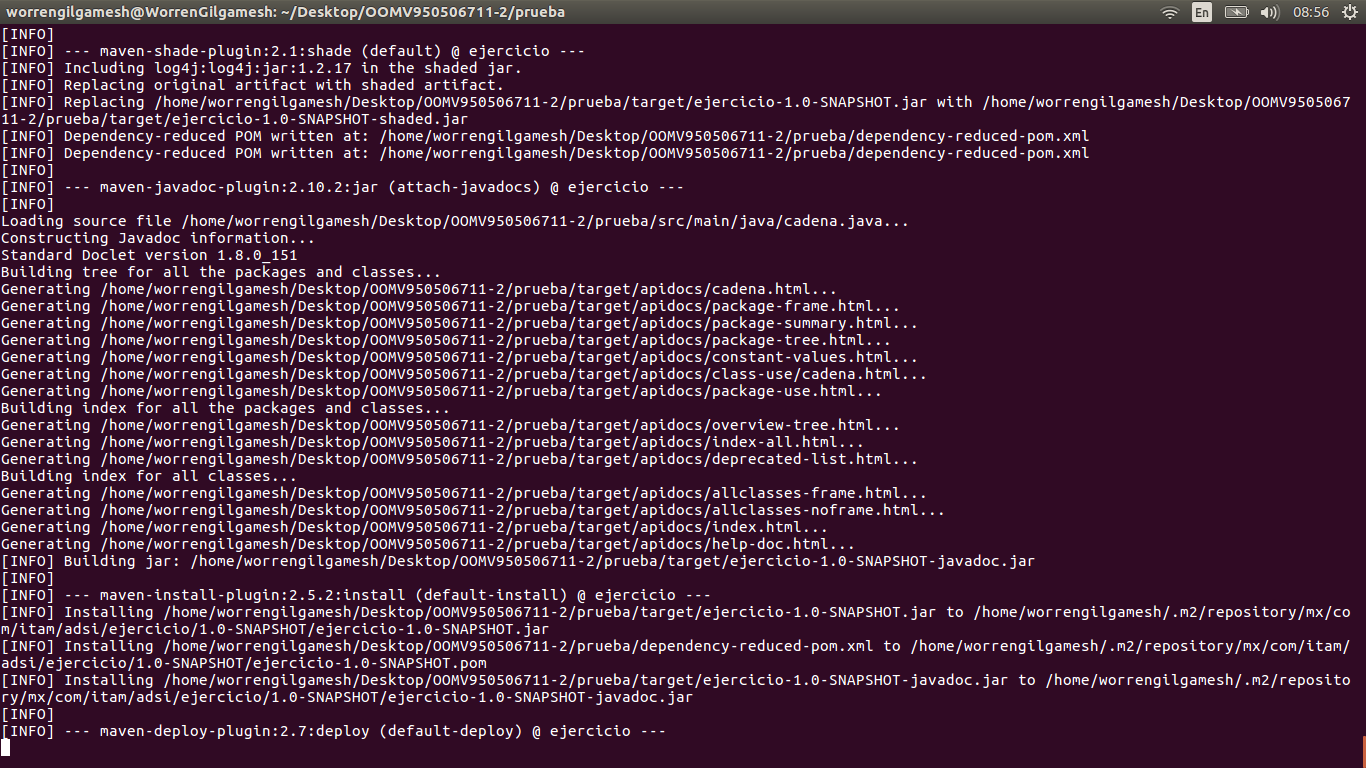 worrengilgamesh@WorrenGilgamesh: ~/Desktop/OOMV950506711-2/prueba En 08:56
[INFO]
[INFO] --- maven-shade-plugin:2.1:shade (default) @ ejercicio ---
[INFO] Including log4j:log4j:jar:1.2.17 in the shaded jar.
[INFO] Replacing original artifact with shaded artifact.
[INFO] Replacing /home/worrengilgamesh/Desktop/OOMV950506711-2/prueba/target/ejercicio-1.0-SNAPSHOT.jar with /home/worrengilgamesh/Desktop/OOMV9505067
11-2/prueba/target/ejercicio-1.0-SNAPSHOT-shaded.jar
[INFO] Dependency-reduced POM written at: /home/worrengilgamesh/Desktop/OOMV950506711-2/prueba/dependency-reduced-pom.xml
[INFO] Dependency-reduced POM written at: /home/worrengilgamesh/Desktop/OOMV950506711-2/prueba/dependency-reduced-pom.xml
[INFO]
[INFO] --- maven-javadoc-plugin:2.10.2:jar (attach-javadocs) @ ejercicio ---
[INFO]
Loading source file /home/worrengilgamesh/Desktop/OOMV950506711-2/prueba/src/main/java/cadena.java...
Constructing Javadoc information...
Standard Doclet version 1.8.0_151
Building tree for all the packages and classes...
Generating /home/worrengilgamesh/Desktop/OOMV950506711-2/prueba/target/apidocs/cadena.html...
Generating /home/worrengilgamesh/Desktop/OOMV950506711-2/prueba/target/apidocs/package-frame.html...
Generating /home/worrengilgamesh/Desktop/OOMV950506711-2/prueba/target/apidocs/package-summary.html...
Generating /home/worrengilgamesh/Desktop/OOMV950506711-2/prueba/target/apidocs/package-tree.html...
Generating /home/worrengilgamesh/Desktop/OOMV950506711-2/prueba/target/apidocs/constant-values.html...
Generating /home/worrengilgamesh/Desktop/OOMV950506711-2/prueba/target/apidocs/class-use/cadena.html...
Generating /home/worrengilgamesh/Desktop/OOMV950506711-2/prueba/target/apidocs/package-use.html...
Building index for all the packages and classes...
Generating /home/worrengilgamesh/Desktop/OOMV950506711-2/prueba/target/apidocs/overview-tree.html...
Generating /home/worrengilgamesh/Desktop/OOMV950506711-2/prueba/target/apidocs/index-all.html...
Generating /home/worrengilgamesh/Desktop/OOMV950506711-2/prueba/target/apidocs/deprecated-list.html...
Building index for all classes...
Generating /home/worrengilgamesh/Desktop/OOMV950506711-2/prueba/target/apidocs/allclasses-frame.html...
Generating /home/worrengilgamesh/Desktop/OOMV950506711-2/prueba/target/apidocs/allclasses-noframe.html...
Generating /home/worrengilgamesh/Desktop/OOMV950506711-2/prueba/target/apidocs/index.html...
Generating /home/worrengilgamesh/Desktop/OOMV950506711-2/prueba/target/apidocs/help-doc.html...
[INFO] Building jar: /home/worrengilgamesh/Desktop/OOMV950506711-2/prueba/target/ejercicio-1.0-SNAPSHOT-javadoc.jar
[INFO]
[INFO] --- maven-install-plugin:2.5.2:install (default-install) @ ejercicio ---
[INFO] Installing /home/worrengilgamesh/Desktop/OOMV950506711-2/prueba/target/ejercicio-1.0-SNAPSHOT.jar to /home/worrengilgamesh/.m2/repository/mx/co
m/itam/adsi/ejercicio/1.0-SNAPSHOT/ejercicio-1.0-SNAPSHOT.jar
[INFO] Installing /home/worrengilgamesh/Desktop/OOMV950506711-2/prueba/dependency-reduced-pom.xml to /home/worrengilgamesh/.m2/repository/mx/com/itam/
adsi/ejercicio/1.0-SNAPSHOT/ejercicio-1.0-SNAPSHOT.pom
[INFO] Installing /home/worrengilgamesh/Desktop/OOMV950506711-2/prueba/target/ejercicio-1.0-SNAPSHOT-javadoc.jar to /home/worrengilgamesh/.m2/reposito
ry/mx/com/itam/adsi/ejercicio/1.0-SNAPSHOT/ejercicio-1.0-SNAPSHOT-javadoc.jar
[INFO]
[INFO] --- maven-deploy-plugin:2.7:deploy (default-deploy) @ ejercicio ---